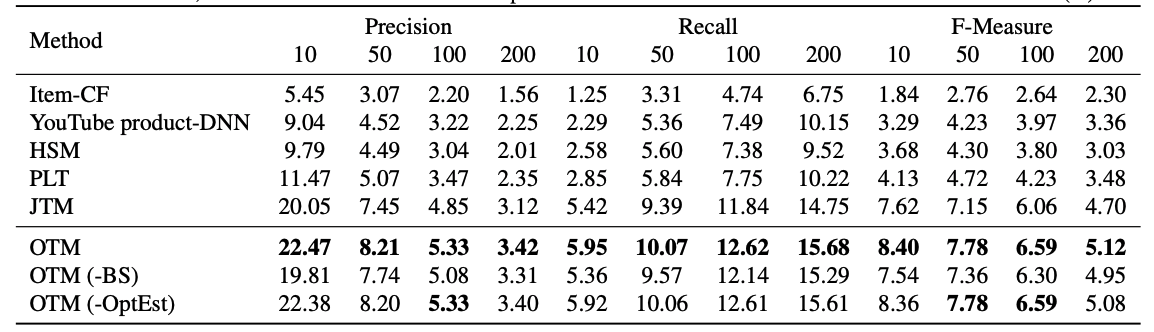 Precision Recall F-Measure
Method 10 50 100 200 10 50 100 200 10 50 100 200
Item-CF 5.45 3.07 2.20 1.56 1.25 3.31 4.74 6.75 1.84 2.76 2.64 2.30
YouTube product-DNN 9.04 4.52 3.22 2.25 2.29 5.36 7.49 10.15 3.29 4.23 3.97 3.36
HSM 9.79 4.49 3.04 2.01 2.58 5.60 7.38 9.52 3.68 4.30 3.80 3.03
PLT 11.47 5.07 3.47 2.35 2.85 5.84 7.75 10.22 4.13 4.72 4.23 3.48
JTM 20.05 7.45 4.85 3.12 5.42 9.39 11.84 14.75 7.62 7.15 6.06 4.70
OTM 22.47 8.21 5.33 3.42 5.95 10.07 12.62 15.68 8.40 7.78 6.59 5.12
OTM (-BS) 19.81 7.74 5.08 3.31 5.36 9.57 12.14 15.29 7.54 7.36 6.30 4.95
OTM (-OptEst) 22.38 8.20 5.33 3.40 5.92 10.06 12.61 15.61 8.36 7.78 6.59 5.08